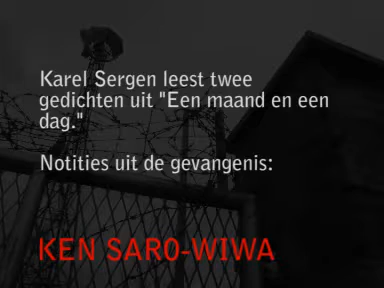 Karel Sergen leest twee
gedichten uit "Een maand en een
dag."
Notities uit de gevangenis:
KEN SARO-WIWA